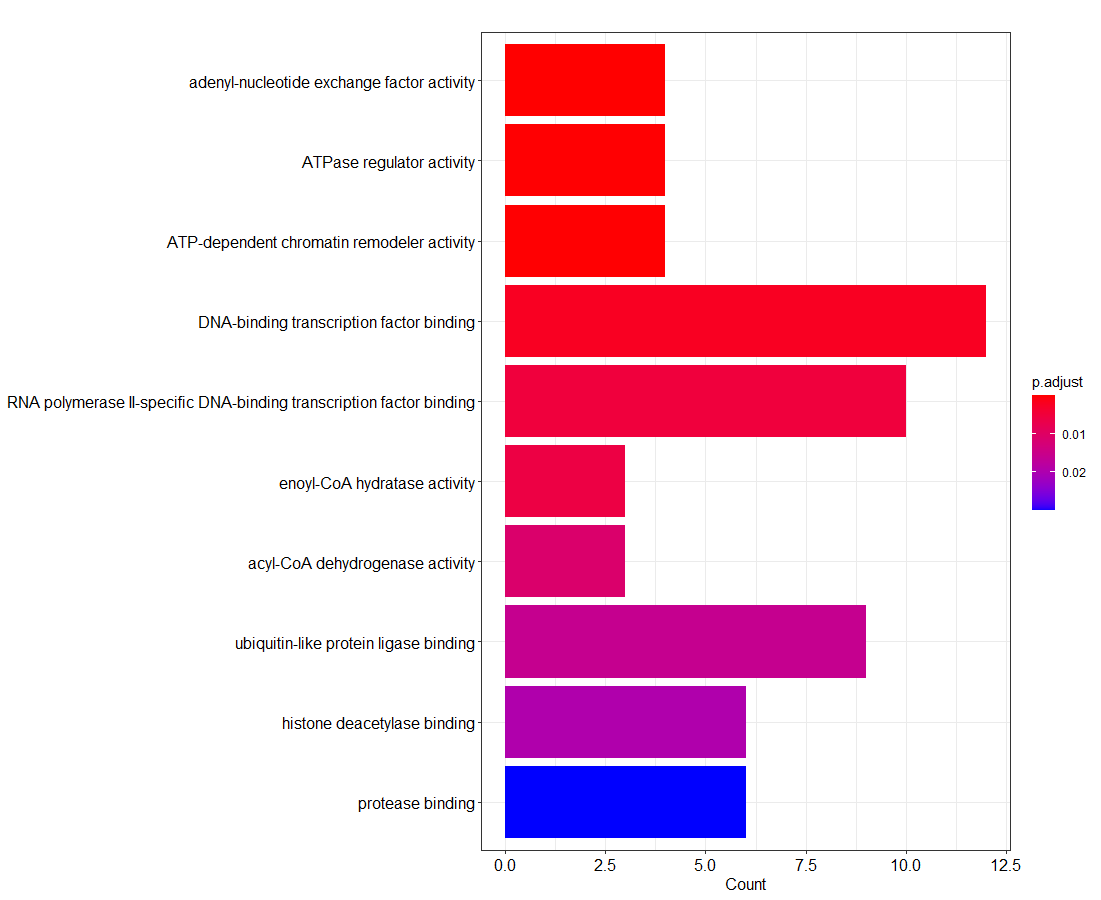 adenyl-nucleotide exchange factor activity
ATPase regulator activity
ATP-dependent chromatin remodeler activity
DNA-binding transcription factor binding
RNA polymerase II-specific DNA-binding transcription factor binding
enoyl-CoA hydratase activity
acyl-CoA dehydrogenase activity
ubiquitin-like protein ligase binding
histone deacetylase binding
protease binding
0.0 2.5 5.0 7.5 10.0 12.5
Count
p.adjust
0.01
0.02